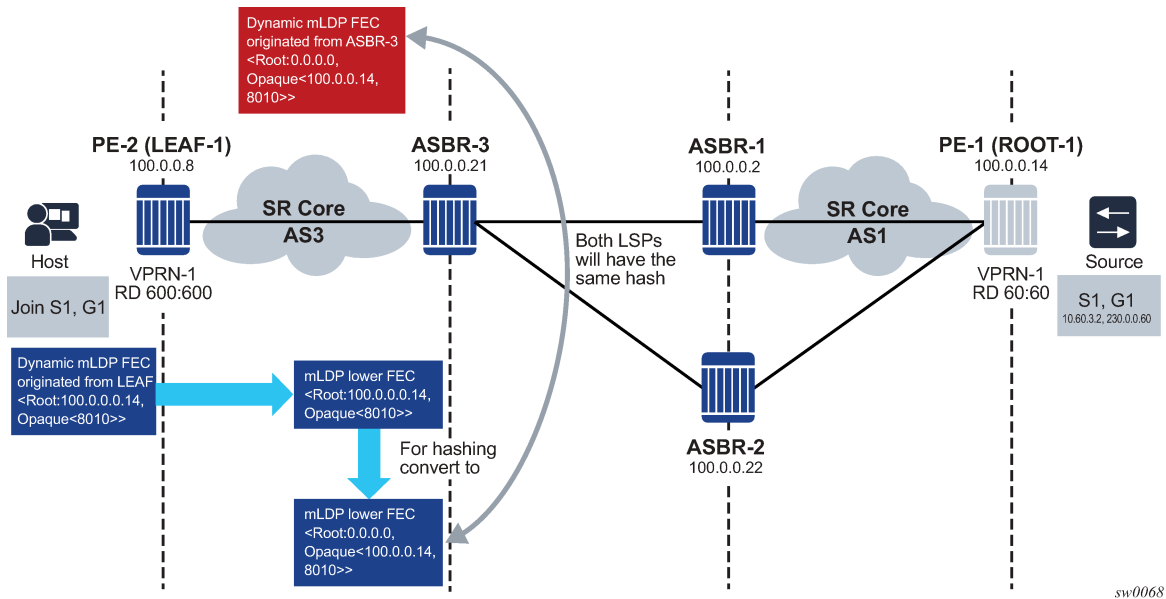 Dynamic mLDP FEC
originated from ASBR-3
<Root:0.0.0.0,
Opaque<100.0.0.14,
8010>>
PE-2 (LEAF-1)
100.0.0.8
ASBR-3
100.0.0.21
ASBR-1
100.0.0.2
PE-1 (ROOT-1)
100.0.0.14
SR Core
AS3
SR Core
AS1
Both LSPs
will have the
same hash
Host
Join S1, G1
VPRN-1
RD 600:600
VPRN-1
RD 60:60
Source
S1, G1
10.60.3.2, 230.0.0.60
Dynamic mLDP FEC
originated from LEAF
<Root:100.0.0.0.14,
Opaque<8010>>
mLDP lower FEC
<Root:100.0.0.0.14,
Opaque<8010>>
For hashing
convert to
mLDP lower FEC
<Root:0.0.0.0,
Opaque<100.0.0.14,
8010>>
ASBR-2
100.0.0.22
sw0068